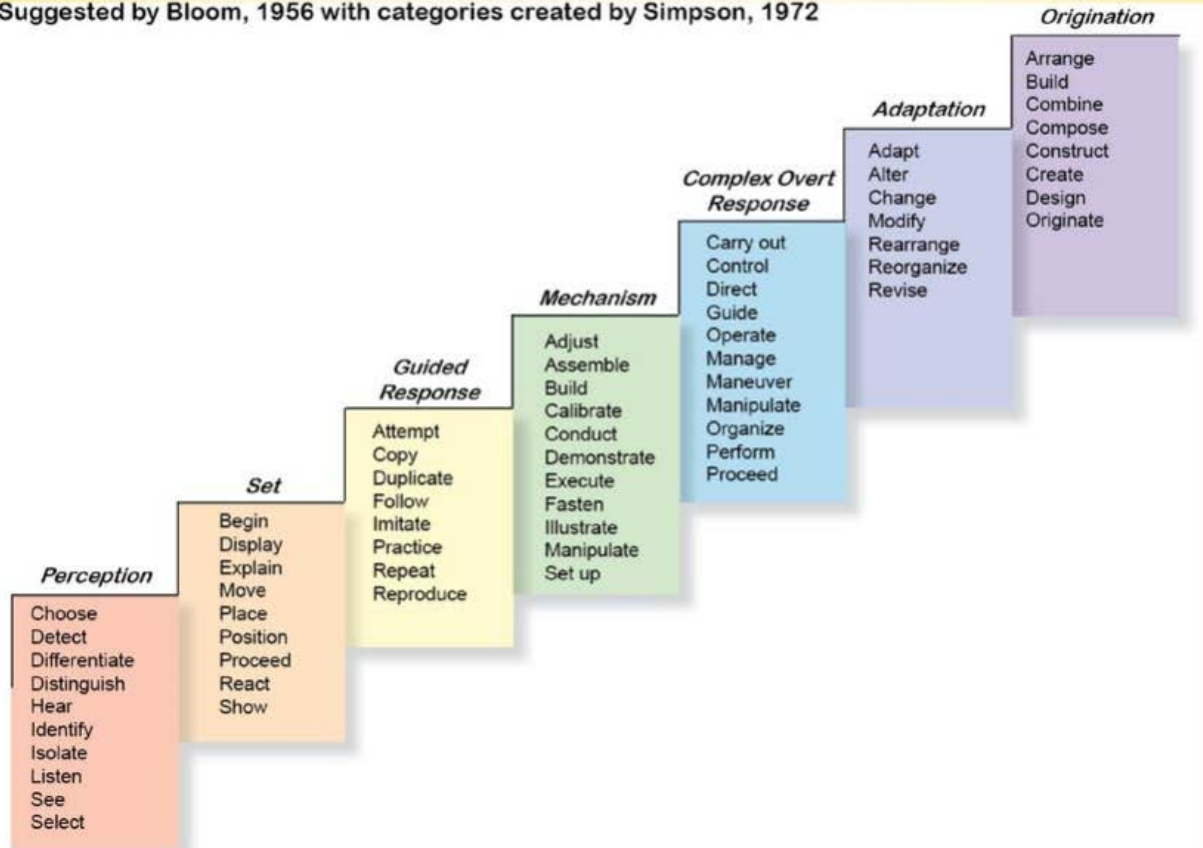 Suggested by Bloom, 1956 with categories created by Simpson, 1972
Perception
Choose
Detect
Differentiate
Distinguish
Hear
Identify
Isolate
Listen
See
Select
Set
Begin
Display
Explain
Move
Place
Position
Proceed
React
Show
Guided
Response
Attempt
Copy
Duplicate
Follow
Imitate
Practice
Repeat
Reproduce
Mechanism
Adjust
Assemble
Build
Calibrate
Conduct
Demonstrate
Execute
Fasten
Illustrate
Manipulate
Set up
Complex Overt
Response
Carry out
Control
Direct
Guide
Operate
Manage
Maneuver
Manipulate
Organize
Perform
Proceed
Adaptation
Adapt
Alter
Change
Modify
Rearrange
Reorganize
Revise
Origination
Arrange
Build
Combine
Compose
Construct
Create
Design
Originate